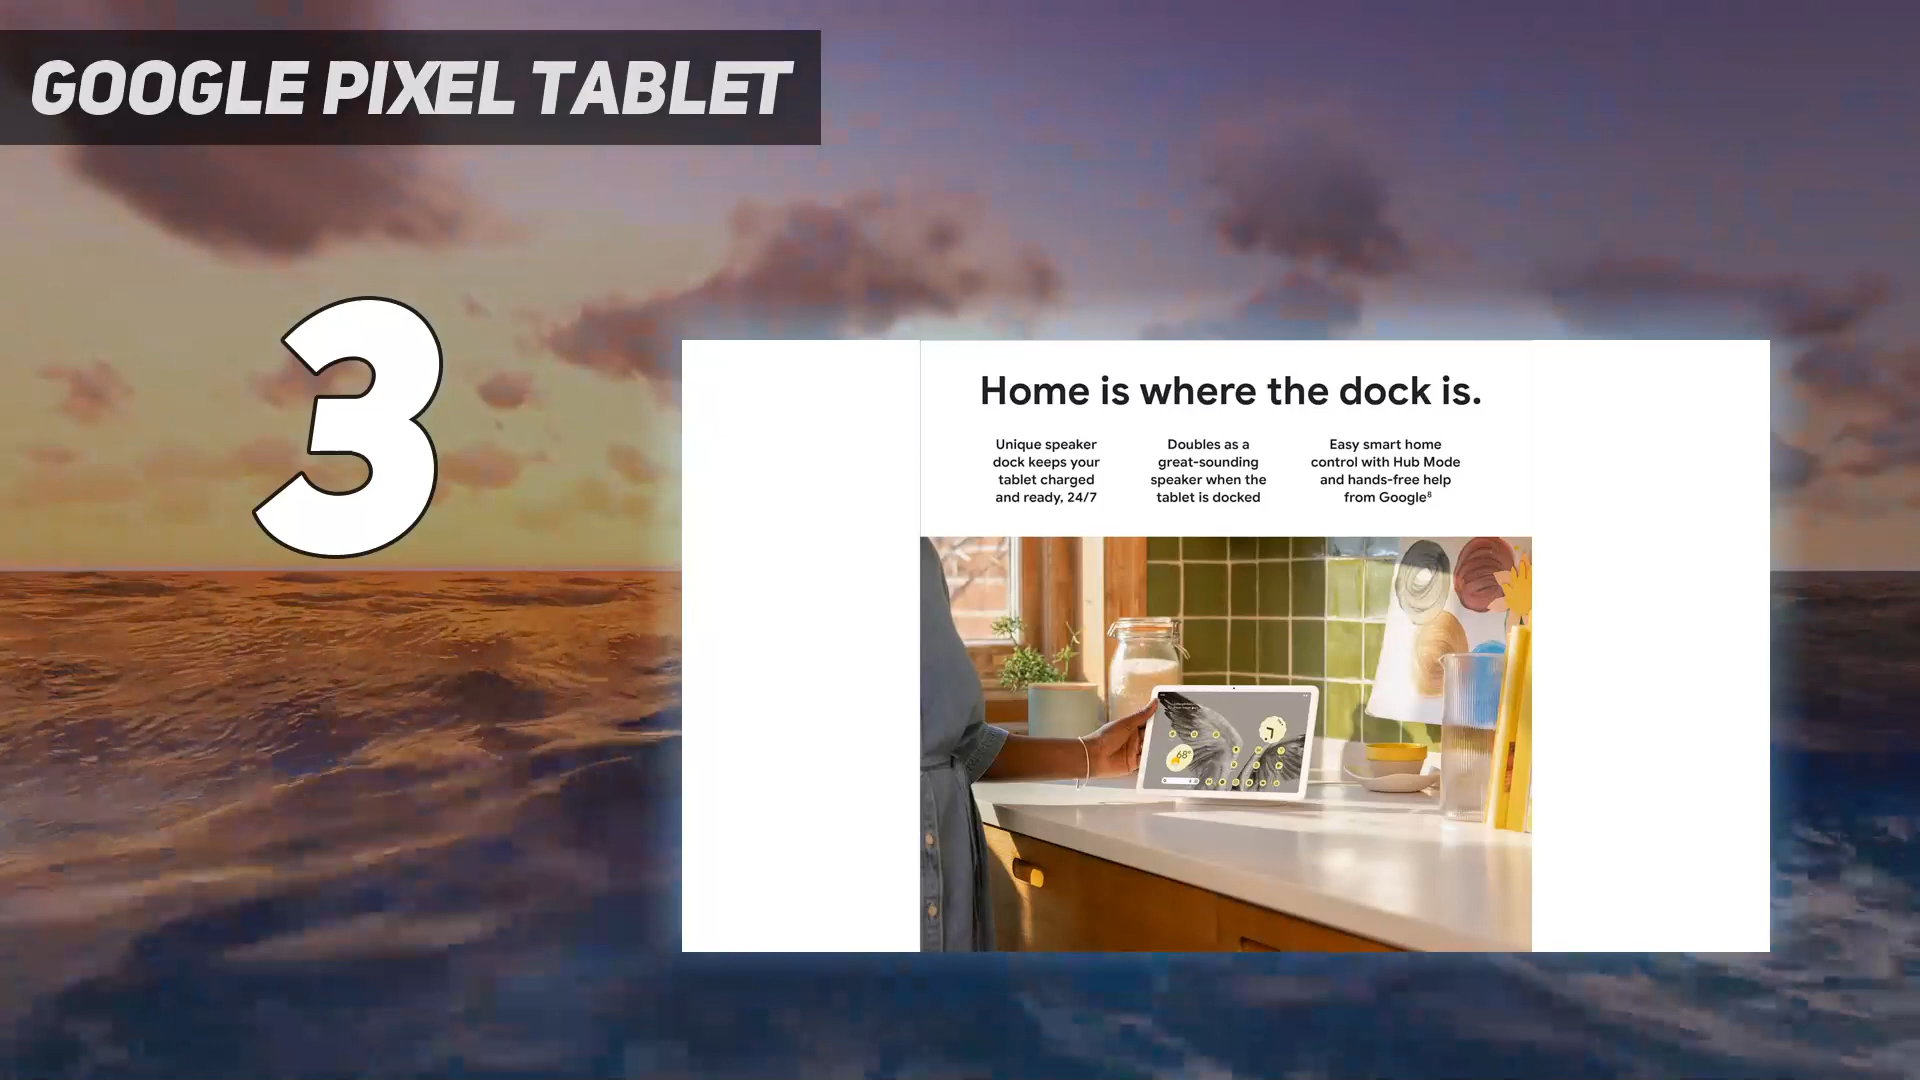 GOOGLE PIXEL TABLET
3
Home is where the dock is.
Unique speaker
dock keeps your
tablet charged
and ready, 24/7
Doubles as a
great-sounding
speaker when the
tablet is docked
Easy smart home
control with Hub Mode
and hands-free help
from Google⁸
68°